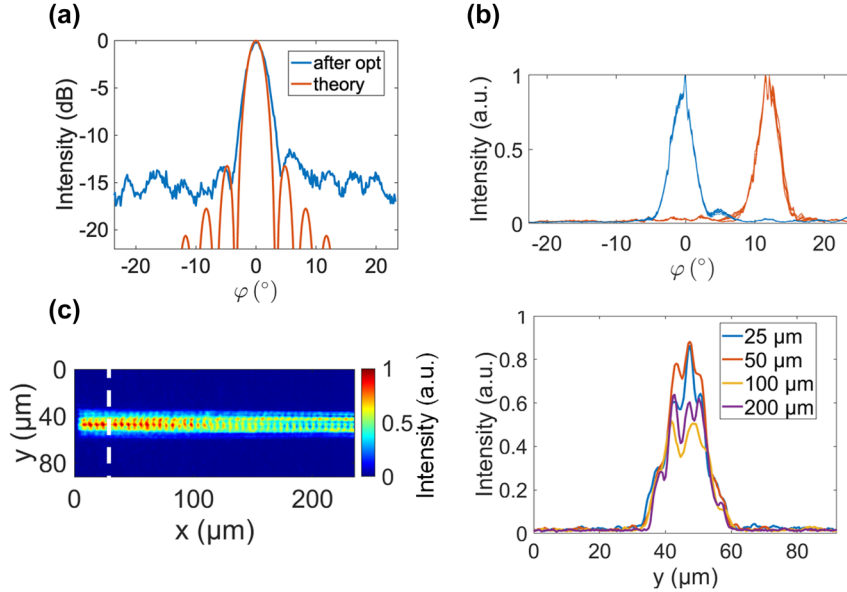 (a)
0
-5
-10
-15
-20
Intensity (dB)
after opt
theory
-20 -10 0 10 20
φ (°)
(b)
1
0.5
0
Intensity (a.u.)
-20 -10 0 10 20
φ (°)
(c)
0
40
80
y (μm)
0 100 200
x (μm)
1
0.5
0
Intensity (a.u.)
1
0.8
0.6
0.4
0.2
0
Intensity (a.u.)
25 μm
50 μm
100 μm
200 μm
0 20 40 60 80
y (μm)